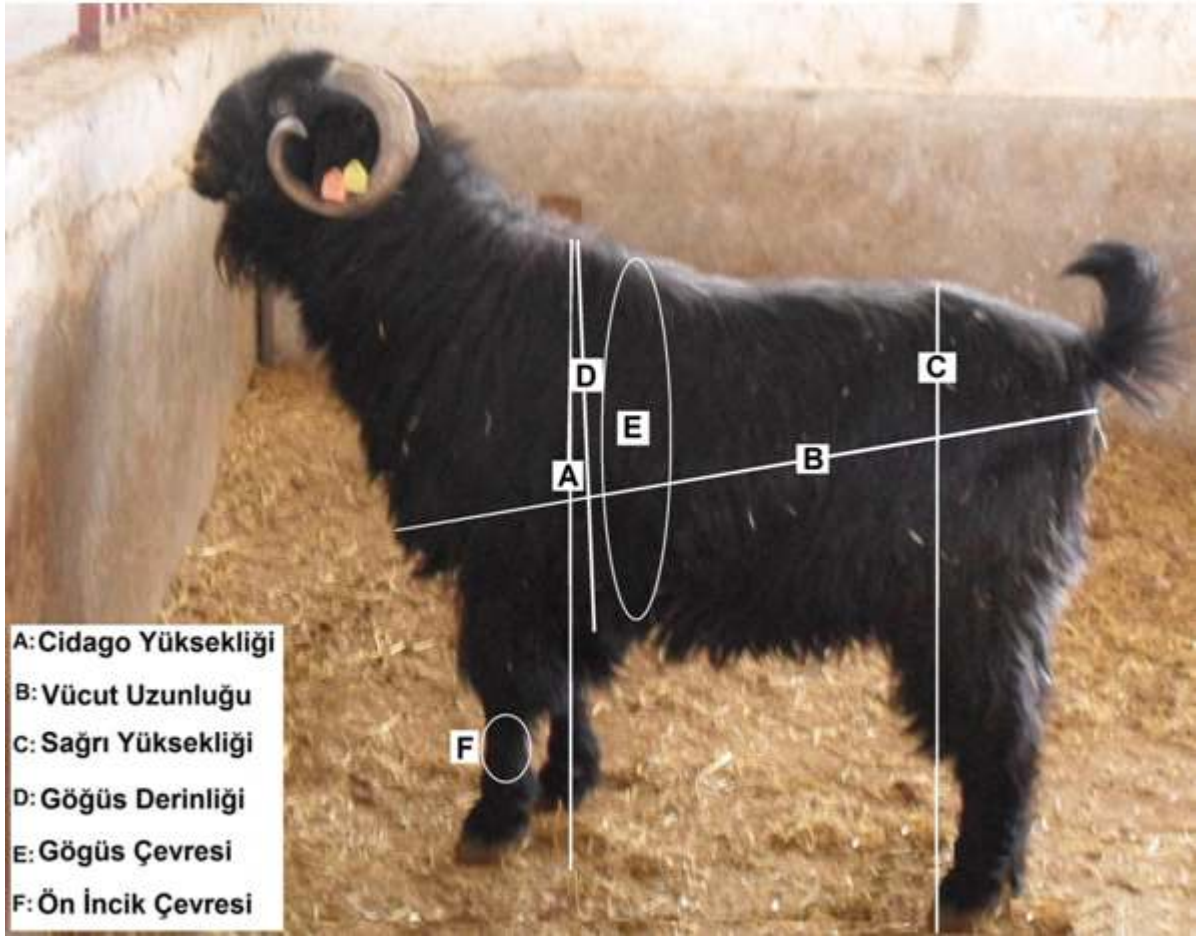 D
C
E
B
A
F
A: Cidago Yüksekliği
B: Vücut Uzunluğu
C: Sağrı Yüksekliği
D: Göğüs Derinliği
E: Gögüs Çevresi
F: Ön İncik Çevresi